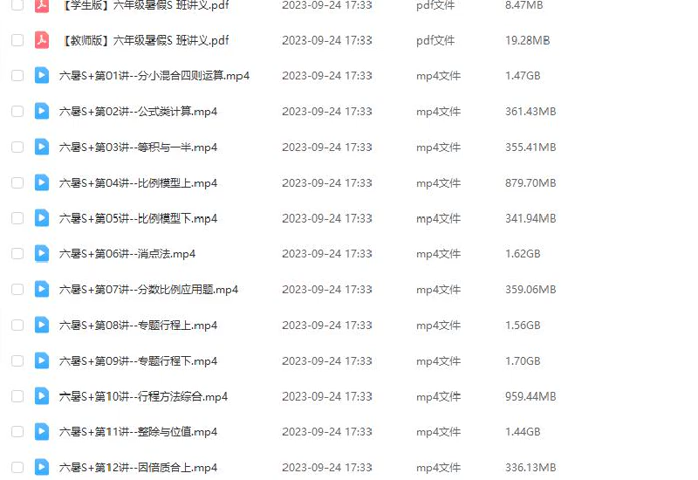 【学生版】六年级暑假S 班讲义.pdf 2023-09-24 17:33 pdf文件 8.47MB
【教师版】六年级暑假S 班讲义.pdf 2023-09-24 17:33 pdf文件 19.28MB
六暑S+第01讲--分小混合四则运算.mp4 2023-09-24 17:33 mp4文件 1.47GB
六暑S+第02讲--公式类计算.mp4 2023-09-24 17:33 mp4文件 361.43MB
六暑S+第03讲--等积与一半.mp4 2023-09-24 17:33 mp4文件 355.41MB
六暑S+第04讲--比例模型上.mp4 2023-09-24 17:33 mp4文件 879.70MB
六暑S+第05讲--比例模型下.mp4 2023-09-24 17:33 mp4文件 341.94MB
六暑S+第06讲--消点法.mp4 2023-09-24 17:33 mp4文件 1.62GB
六暑S+第07讲--分数比例应用题.mp4 2023-09-24 17:33 mp4文件 359.06MB
六暑S+第08讲--专题行程上.mp4 2023-09-24 17:33 mp4文件 1.56GB
六暑S+第09讲--专题行程下.mp4 2023-09-24 17:33 mp4文件 1.70GB
六暑S+第10讲--行程方法综合.mp4 2023-09-24 17:33 mp4文件 959.44MB
六暑S+第11讲--整除与位值.mp4 2023-09-24 17:33 mp4文件 1.44GB
六暑S+第12讲--因倍质合上.mp4 2023-09-24 17:33 mp4文件 336.13MB